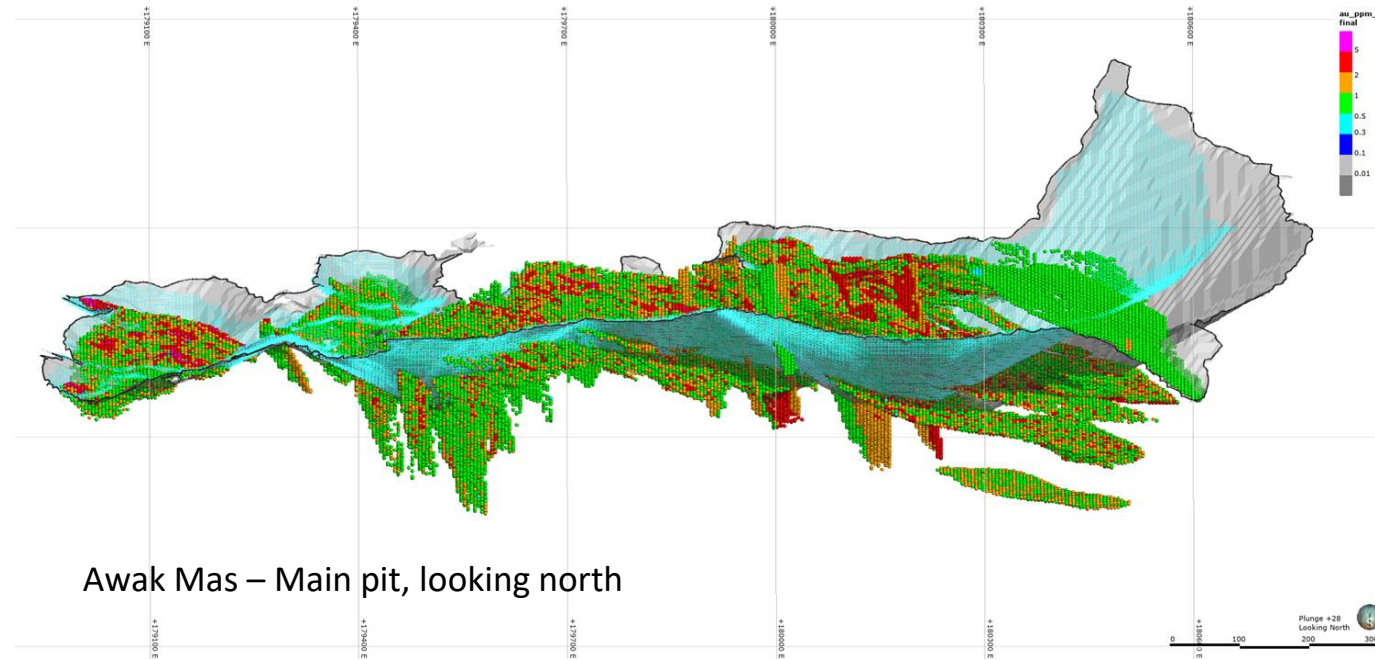 +179100 E
+179400 E
+179700 E
+180000 E
+180300 E
+180600 E
au_ppm_
final
5
2
1
0.5
0.3
0.1
0.01
Awak Mas – Main pit, looking north
+179100 E
+179400 E
+179700 E
+180000 E
+180300 E
+180600 E
Plunge +28
Looking North
0 100 200 300